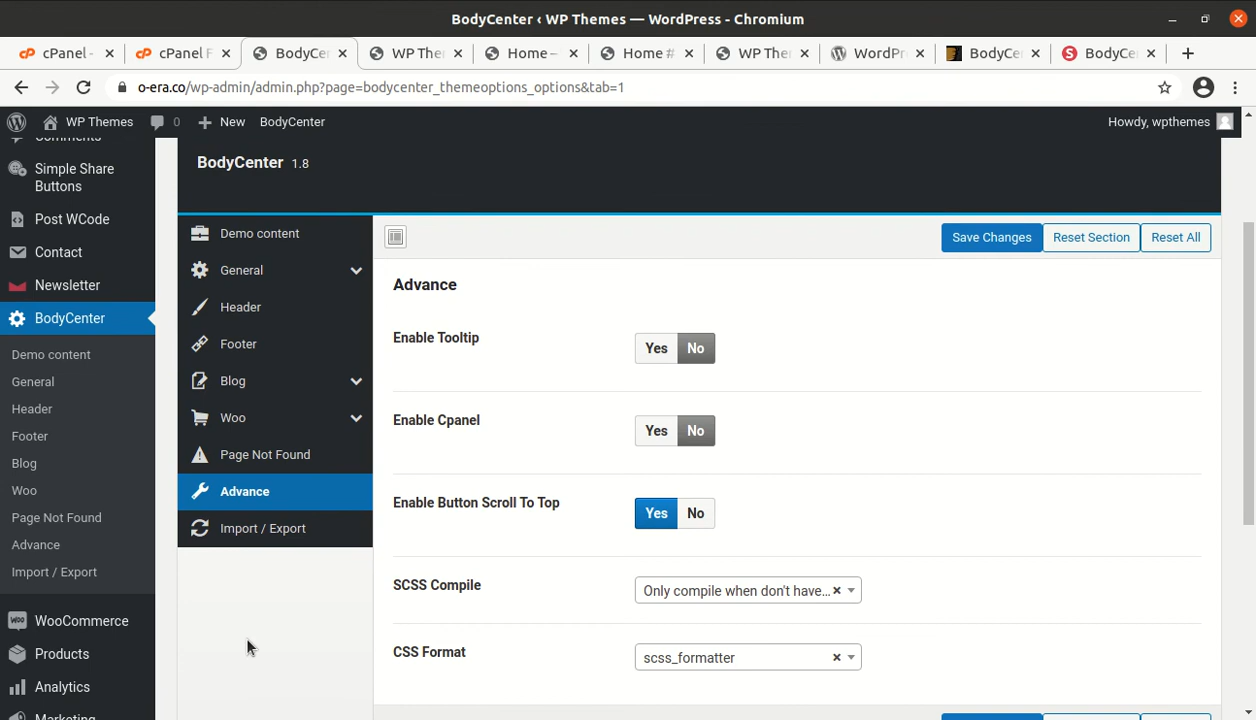 BodyCenter ‹ WP Themes — WordPress - Chromium
cPanel -
cPanel F
BodyCe
WP The
Home –
Home #
WP The
WordPr
BodyCe
BodyCe
o-era.co/wp-admin/admin.php?page=bodycenter_themeoptions_options&tab=1
WP Themes
0
New
BodyCenter
Howdy, wpthemes
Comments
Simple Share
Buttons
Post WCode
Contact
Newsletter
BodyCenter
Demo content
General
Header
Footer
Blog
Woo
Page Not Found
Advance
Import / Export
WooCommerce
Products
Analytics
Marketing
BodyCenter 1.8
Demo content
General
Header
Footer
Blog
Woo
Page Not Found
Advance
Import / Export
Save Changes
Reset Section
Reset All
Advance
Enable Tooltip
Yes No
Enable Cpanel
Yes No
Enable Button Scroll To Top
Yes No
SCSS Compile
Only compile when don't have...
CSS Format
scss_formatter